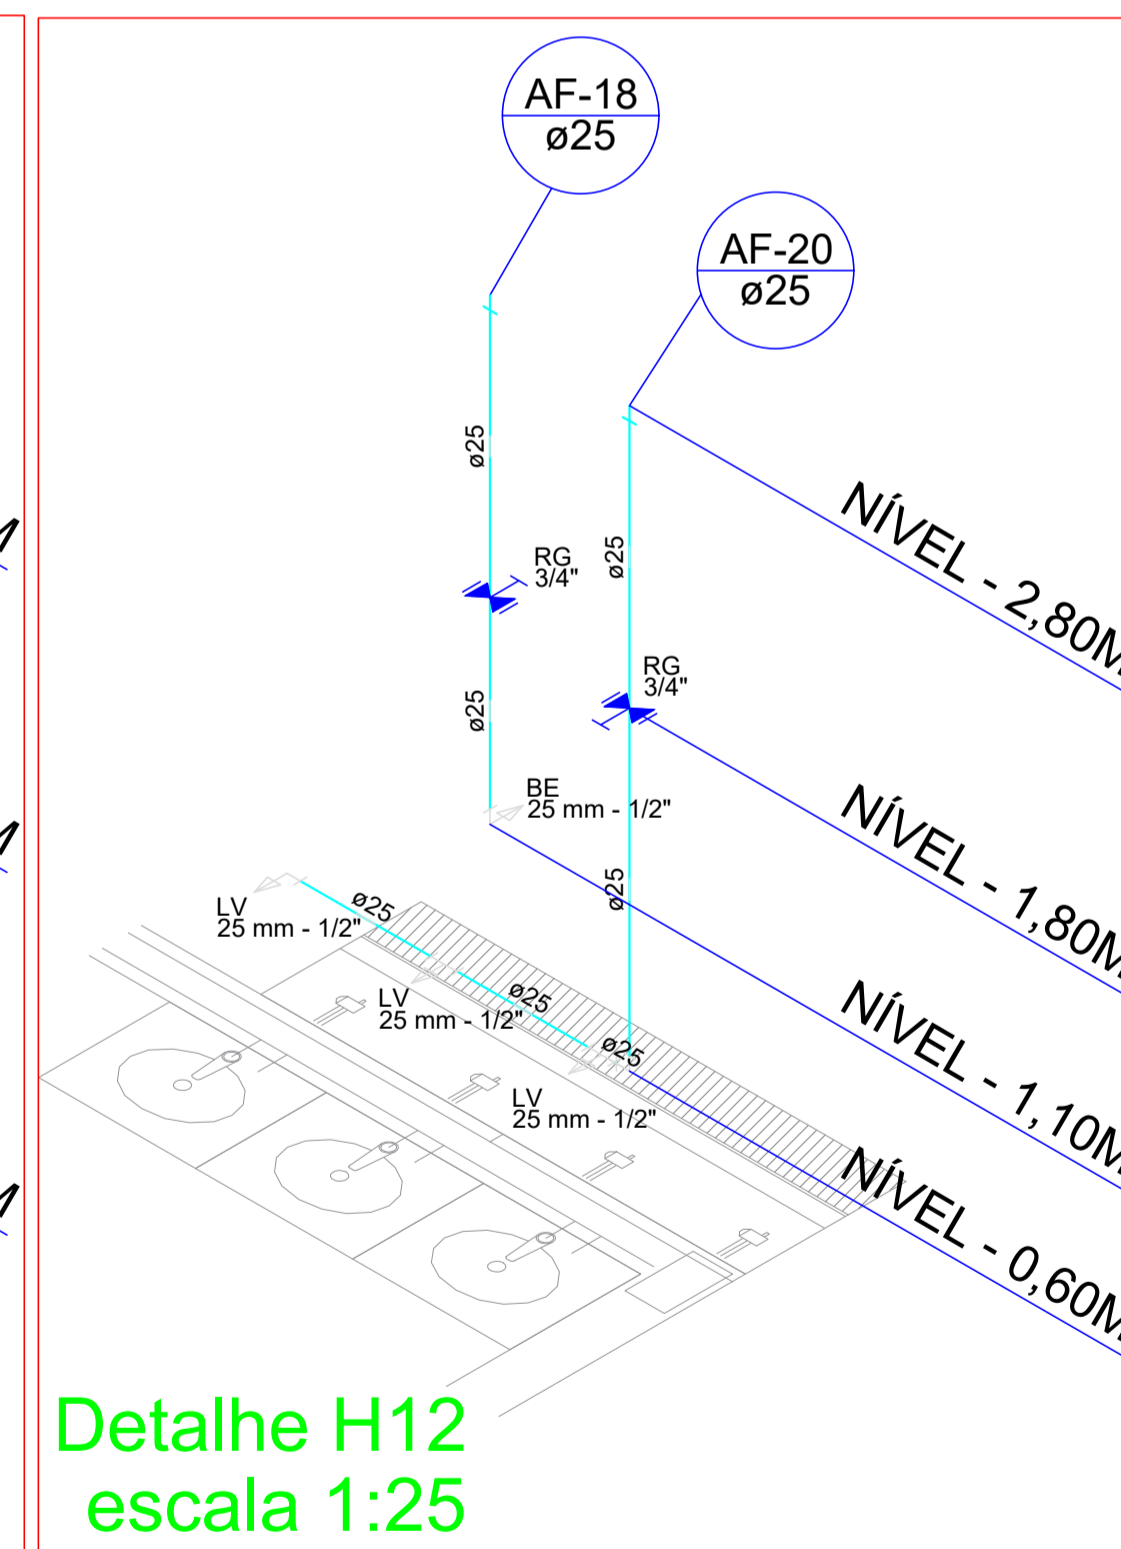 AF-18
ø25
AF-20
ø25
ø25
NÍVEL - 2,80M
RG
3/4"
ø25
RG
3/4"
ø25
BE
25 mm - 1/2"
NÍVEL - 1,80M
ø25
LV
25 mm - 1/2"
ø25
LV
25 mm - 1/2"
ø25
NÍVEL - 1,10M
ø25
LV
25 mm - 1/2"
NÍVEL - 0,60M
M
M
M
Detalhe H12
escala 1:25